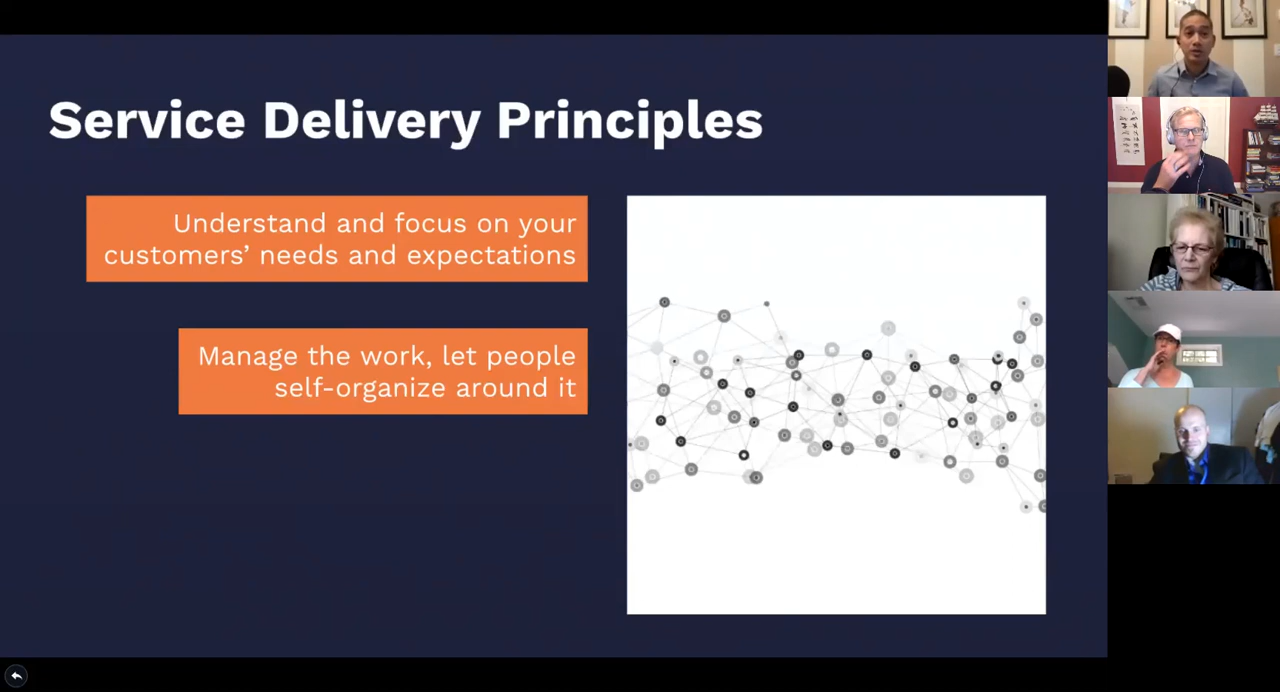 Service Delivery Principles
Understand and focus on your
customers’ needs and expectations
Manage the work, let people
self-organize around it